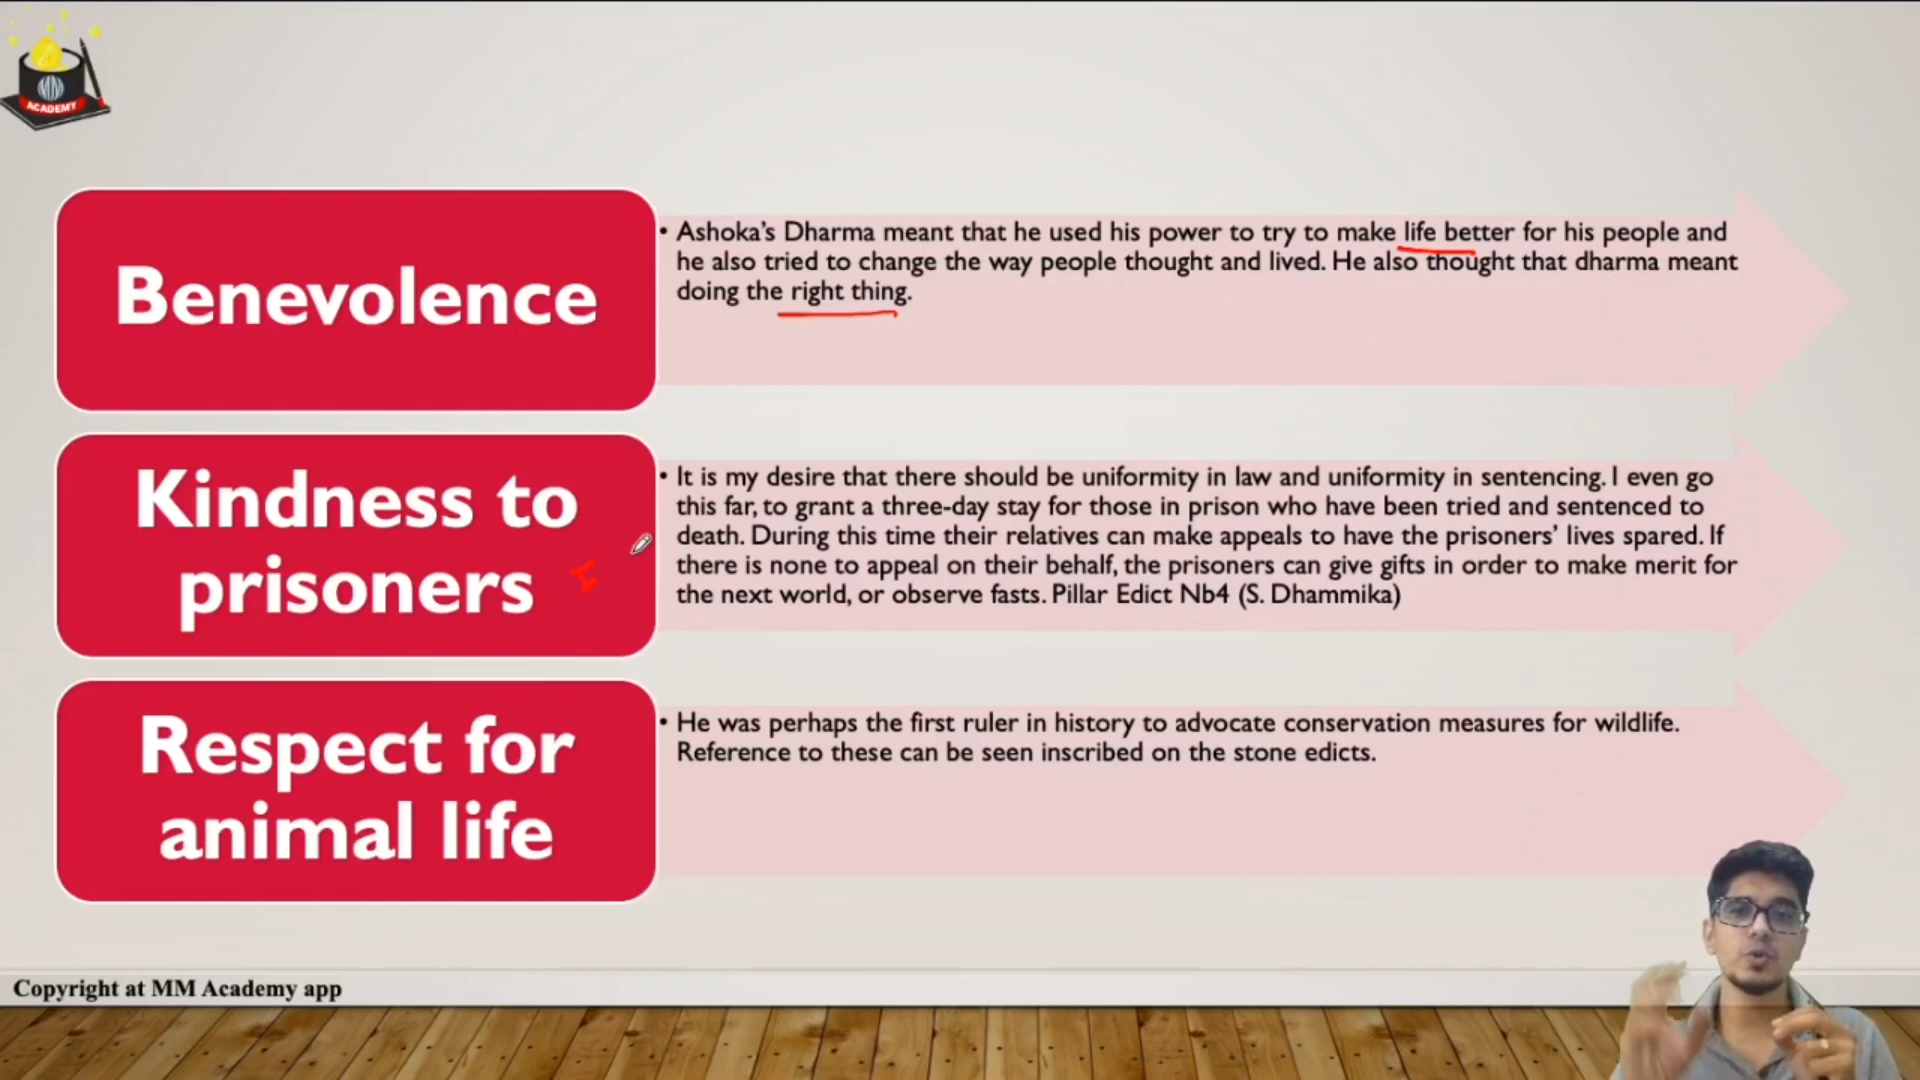 ACADEMY
Benevolence
• Ashoka's Dharma meant that he used his power to try to make life better for his people and
he also tried to change the way people thought and lived. He also thought that dharma meant
doing the right thing.
Kindness to
prisoners
• It is my desire that there should be uniformity in law and uniformity in sentencing. I even go
this far, to grant a three-day stay for those in prison who have been tried and sentenced to
death. During this time their relatives can make appeals to have the prisoners' lives spared. If
there is none to appeal on their behalf, the prisoners can give gifts in order to make merit for
the next world, or observe fasts. Pillar Edict Nb4 (S. Dhammika)
Respect for
animal life
• He was perhaps the first ruler in history to advocate conservation measures for wildlife.
Reference to these can be seen inscribed on the stone edicts.
Copyright at MM Academy app